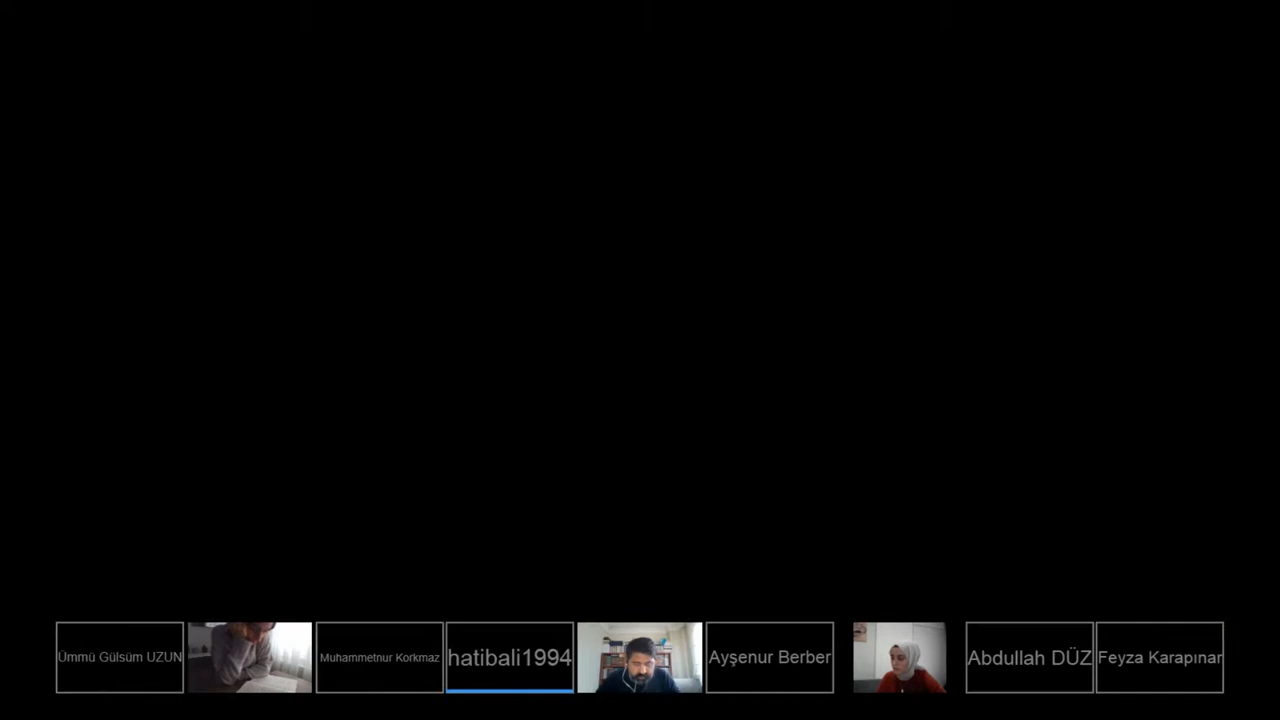 Ümmü Gülsüm UZUN
Muhammetnur Korkmaz
hatibali1994
Ayşenur Berber
Abdullah DÜZ
Feyza Karapınar